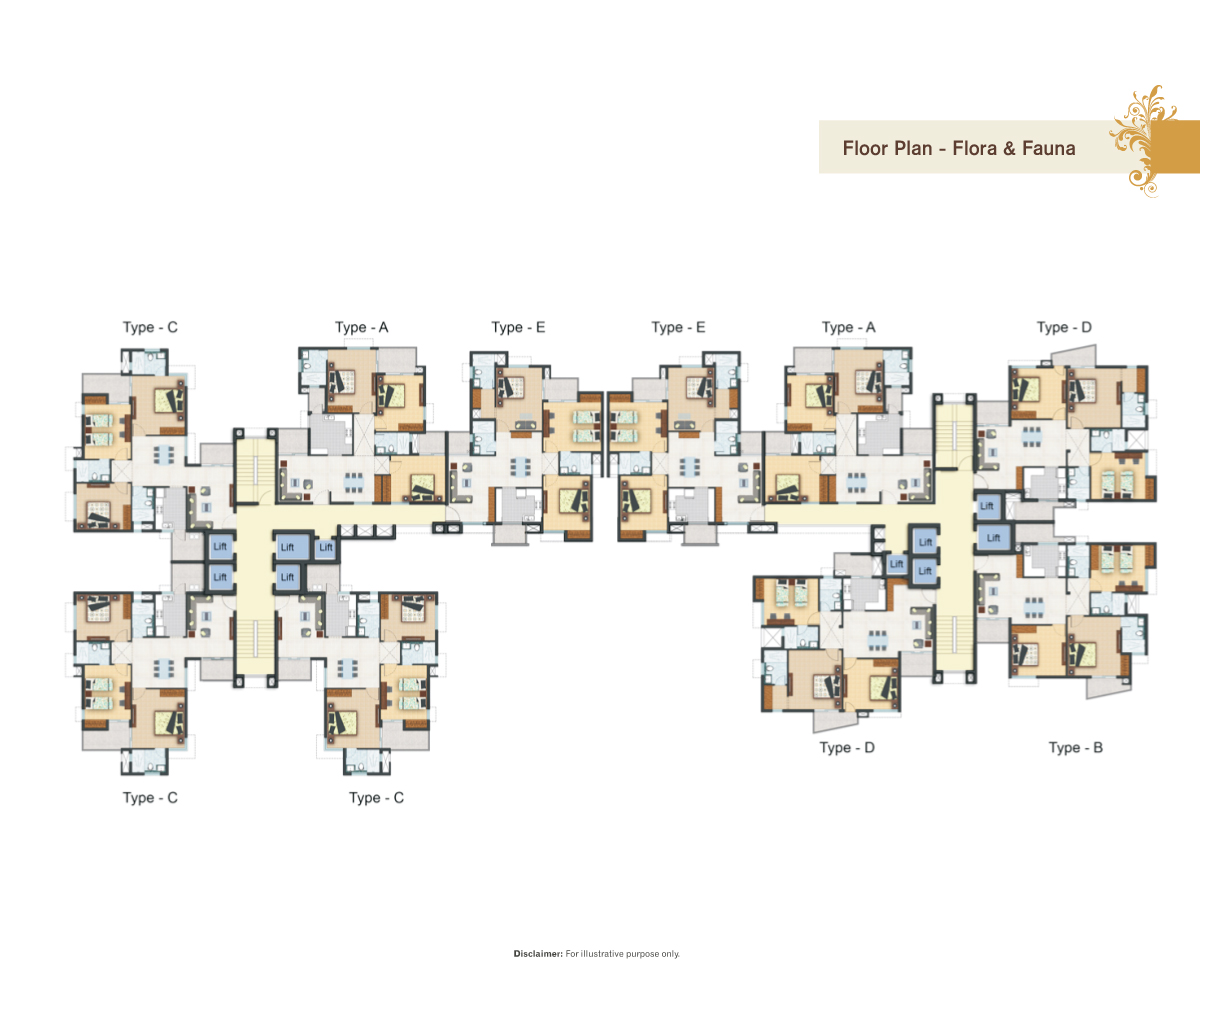 Floor Plan - Flora & Fauna
Type - C
Type - A
Type - E
Type - E
Type - A
Type - D
Lift
Lift
Lift
Lift
Lift
Lift
Lift
Lift
Lift
Lift
Type - D
Type - B
Type - C
Type - C
Disclaimer: For illustrative purpose only.